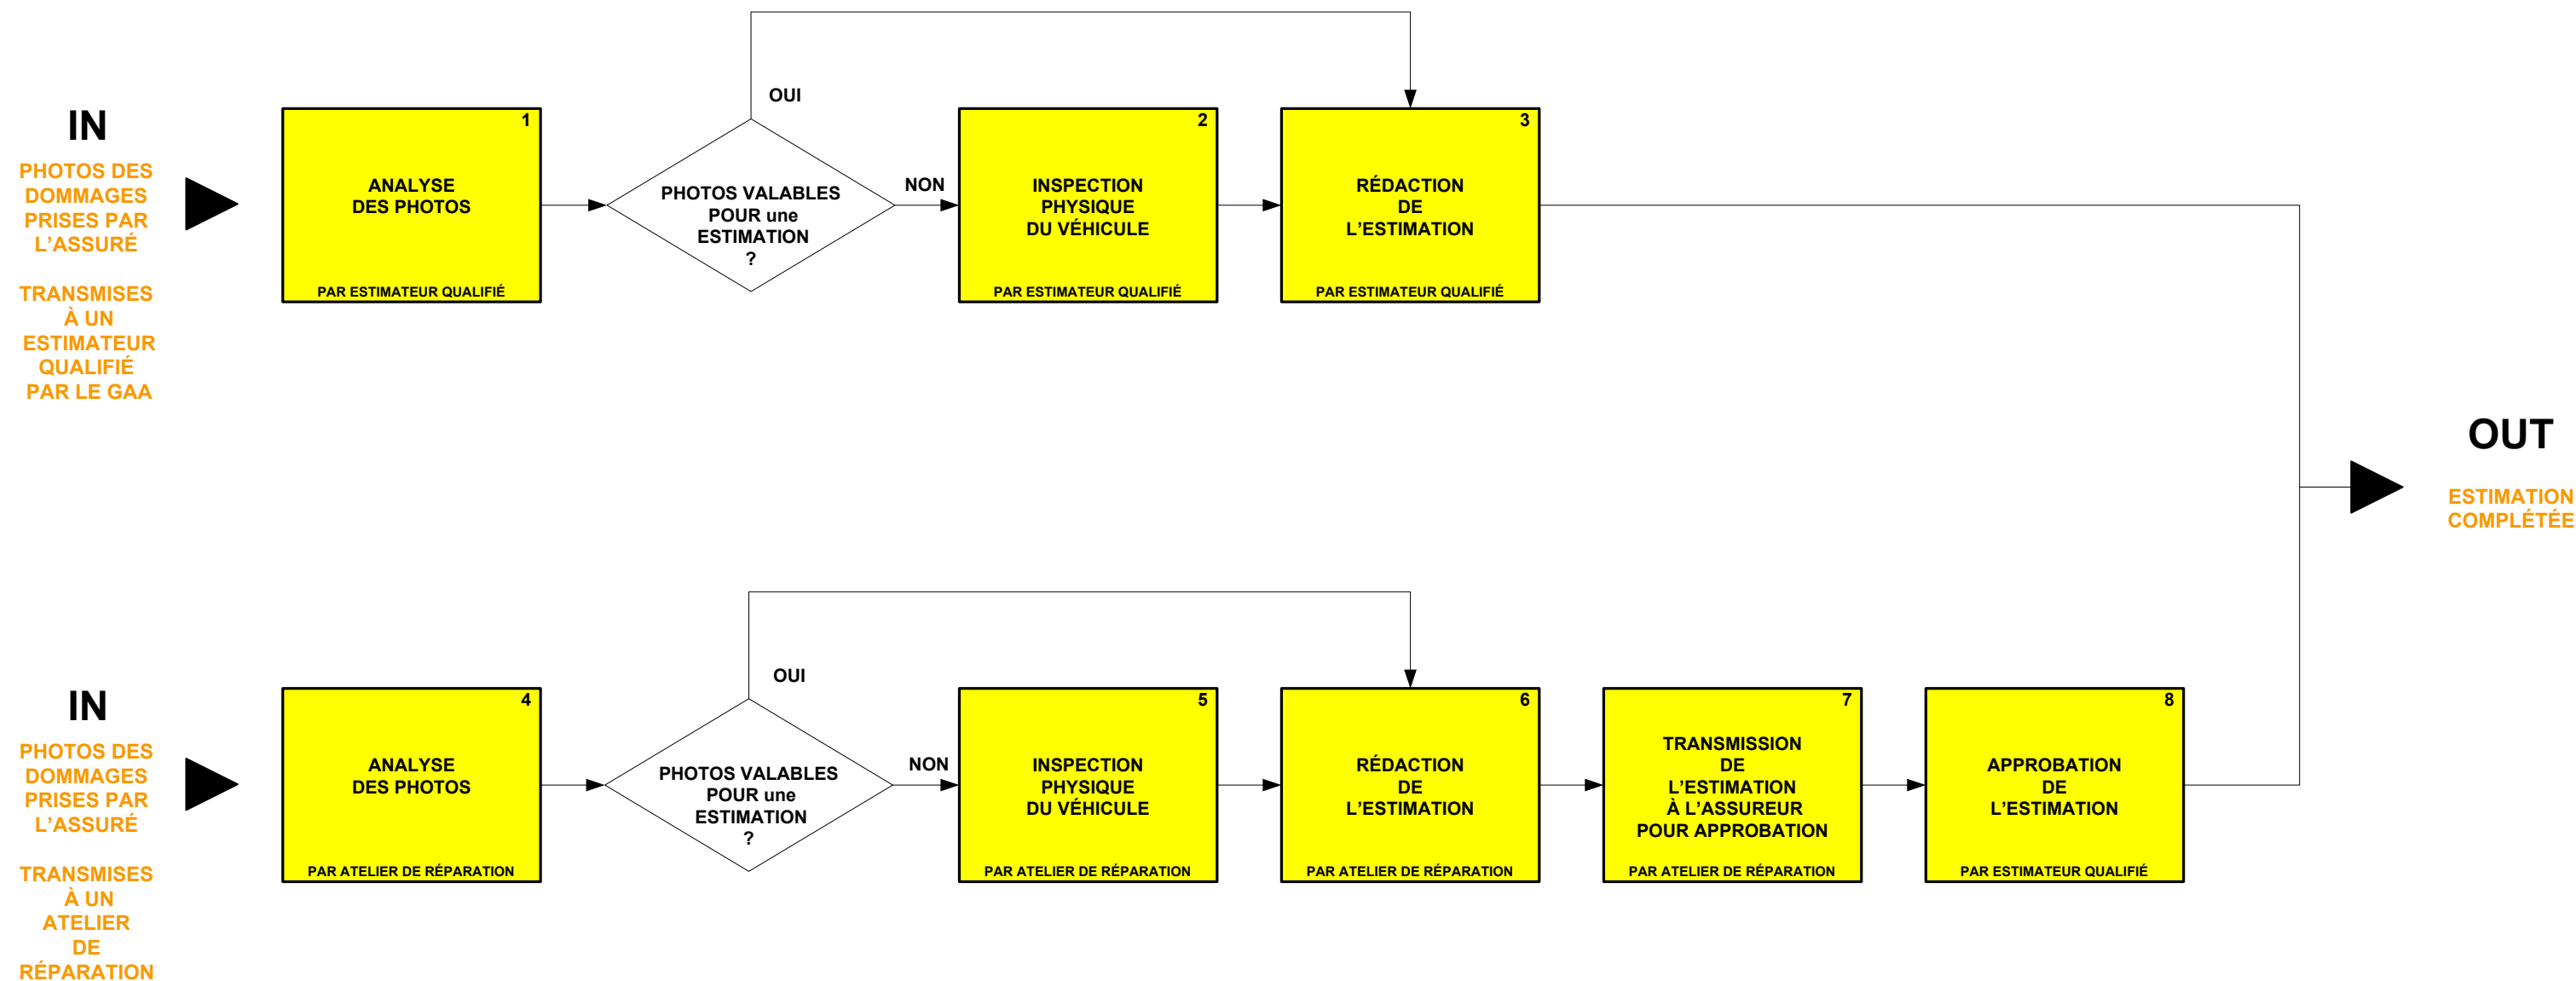 IN
PHOTOS DES
DOMMAGES
PRISES PAR
L'ASSURÉ
TRANSMISES
À UN
ESTIMATEUR
QUALIFIÉ
PAR LE GAA
1
ANALYSE
DES PHOTOS
PAR ESTIMATEUR QUALIFIÉ
OUI
PHOTOS VALABLES
POUR une
ESTIMATION
?
NON
2
INSPECTION
PHYSIQUE
DU VÉHICULE
PAR ESTIMATEUR QUALIFIÉ
3
RÉDACTION
DE
L'ESTIMATION
PAR ESTIMATEUR QUALIFIÉ
OUT
ESTIMATION
COMPLÉTÉE
IN
PHOTOS DES
DOMMAGES
PRISES PAR
L'ASSURÉ
TRANSMISES
À UN
ATELIER
DE
RÉPARATION
4
ANALYSE
DES PHOTOS
PAR ATELIER DE RÉPARATION
OUI
PHOTOS VALABLES
POUR une
ESTIMATION
?
NON
5
INSPECTION
PHYSIQUE
DU VÉHICULE
PAR ATELIER DE RÉPARATION
6
RÉDACTION
DE
L'ESTIMATION
PAR ATELIER DE RÉPARATION
7
TRANSMISSION
DE
L'ESTIMATION
À L'ASSUREUR
POUR APPROBATION
PAR ATELIER DE RÉPARATION
8
APPROBATION
DE
L'ESTIMATION
PAR ESTIMATEUR QUALIFIÉ